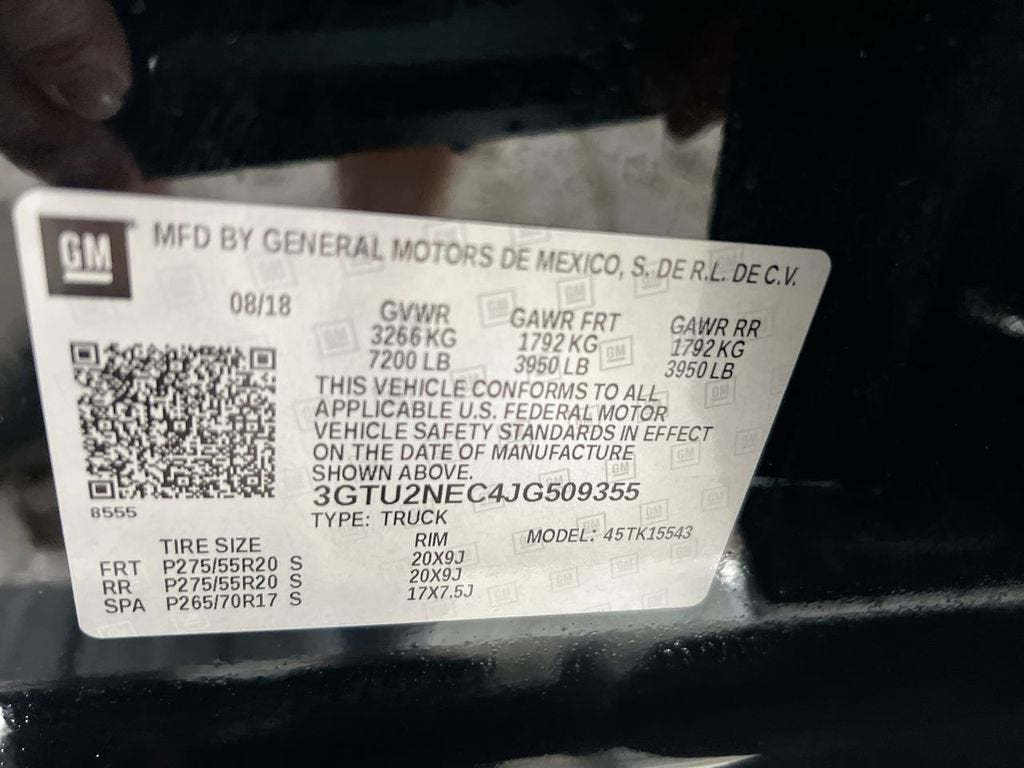 GM MFD BY GENERAL MOTORS DE MEXICO, S. DE R.L. DE C.V.
08/18 GVWR GAWR FRT GAWR RR
3266 KG 1792 KG 1792 KG
7200 LB 3950 LB 3950 LB
THIS VEHICLE CONFORMS TO ALL
APPLICABLE U.S. FEDERAL MOTOR
VEHICLE SAFETY STANDARDS IN EFFECT
ON THE DATE OF MANUFACTURE
SHOWN ABOVE.
3GTU2NEC4JG509355
8555
TYPE: TRUCK MODEL: 45TK15543
TIRE SIZE RIM
FRT P275/55R20 S 20X9J
RR P275/55R20 S 20X9J
SPA P265/70R17 S 17X7.5J